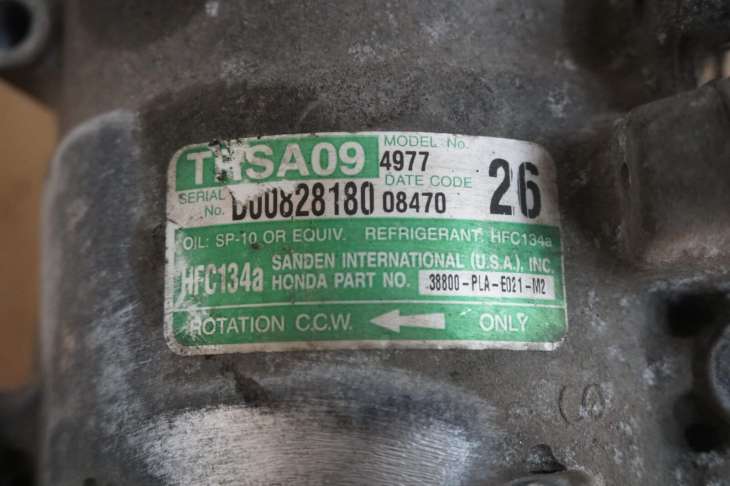 TRSA09
MODEL No.
4977
SERIAL No. D00828180
DATE CODE
08470
26
OIL: SP-10 OR EQUIV. REFRIGERANT: HFC134a
HFC134a
SANDEN INTERNATIONAL (U.S.A.), INC.
HONDA PART NO. 38800-PLA-E021-M2
ROTATION C.C.W. ONLY